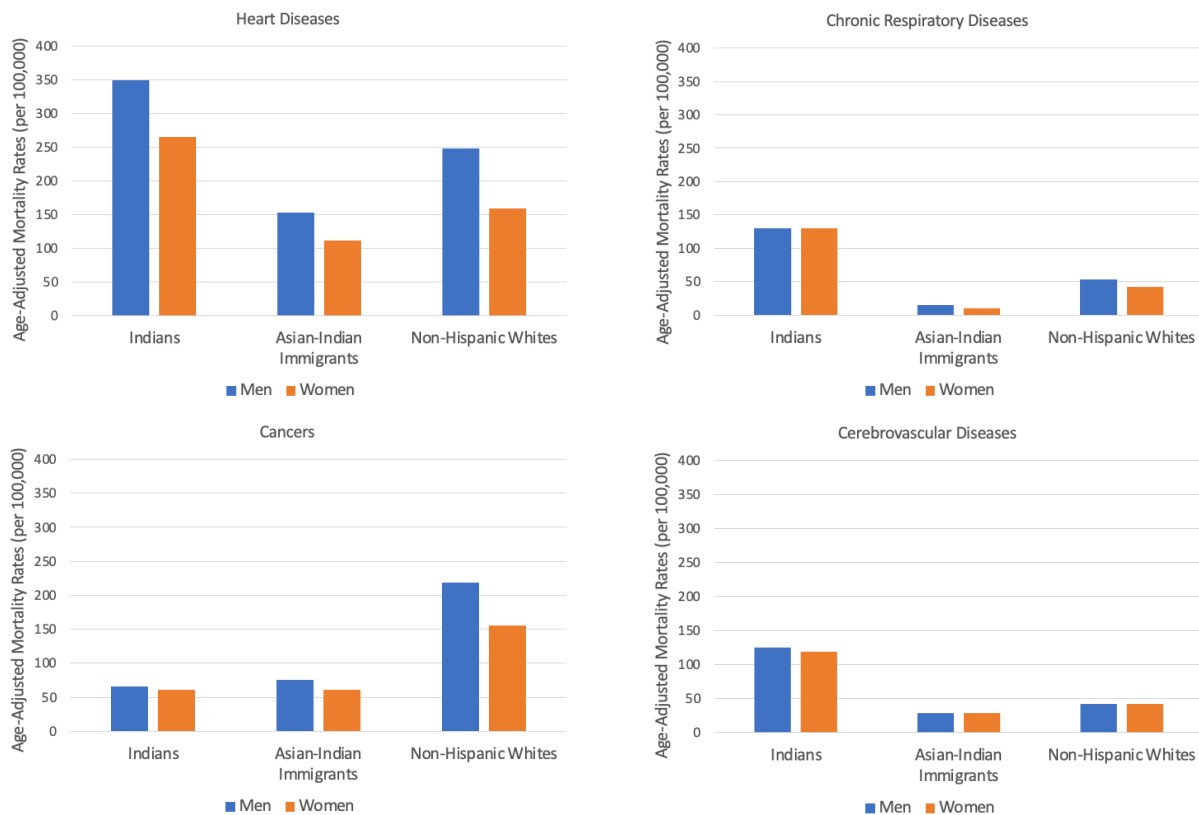 Heart Diseases
Age-Adjusted Mortality Rates (per 100,000)
400
350
300
250
200
150
100
50
0
Indians
Asian-Indian
Immigrants
Non-Hispanic Whites
Men
Women
Chronic Respiratory Diseases
Age-Adjusted Mortality Rates (per 100,000)
400
350
300
250
200
150
100
50
0
Indians
Asian-Indian
Immigrants
Non-Hispanic Whites
Men
Women
Cancers
Age-Adjusted Mortality Rates (per 100,000)
400
350
300
250
200
150
100
50
0
Indians
Asian-Indian
Immigrants
Non-Hispanic Whites
Men
Women
Cerebrovascular Diseases
Age-Adjusted Mortality Rates (per 100,000)
400
350
300
250
200
150
100
50
0
Indians
Asian-Indian
Immigrants
Non-Hispanic Whites
Men
Women